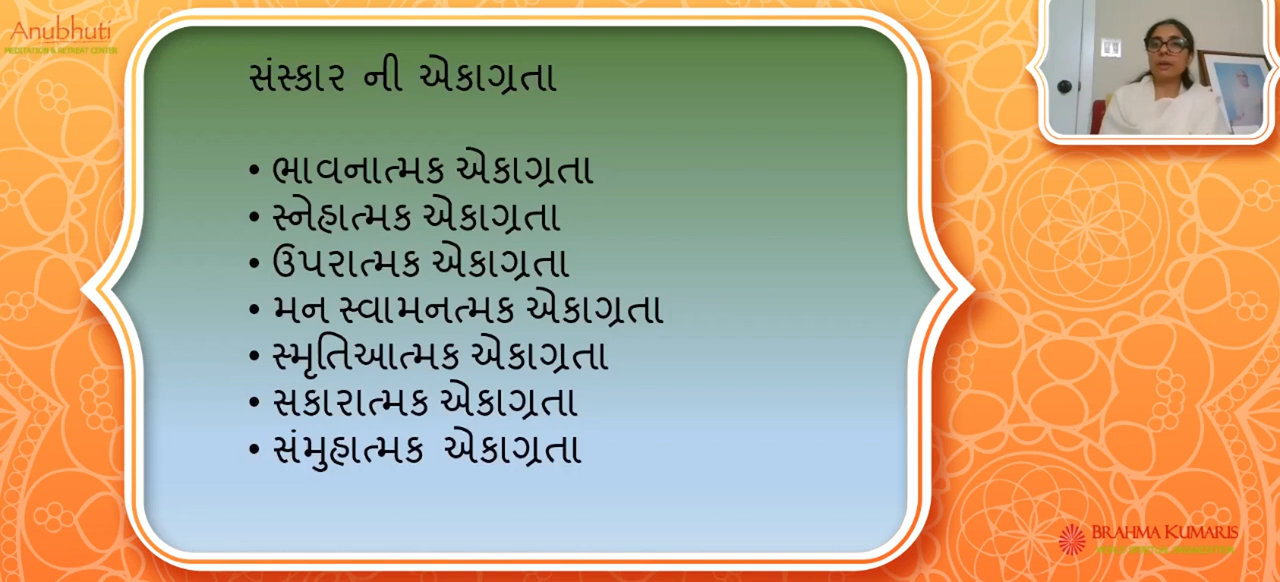 Anubhuti
MEDITATION & RETREAT CENTER
સંસ્કાર ની એકાગ્રતા
• ભાવનાત્મક એકાગ્રતા
• સ્નેહાત્મક એકાગ્રતા
• ઉપરાત્મક એકાગ્રતા
• મન સ્વામનત્મક એકાગ્રતા
• સ્મૃતિઆત્મક એકાગ્રતા
• સકારાત્મક એકાગ્રતા
• સંમુહાત્મક એકાગ્રતા
BRAHMA KUMARIS